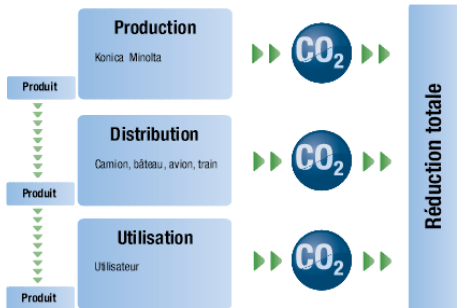 Production
Konica Minolta
CO2
Produit
Distribution
Camion, bâteau, avion, train
CO2
Produit
Utilisation
Utilisateur
CO2
Produit
Réduction totale